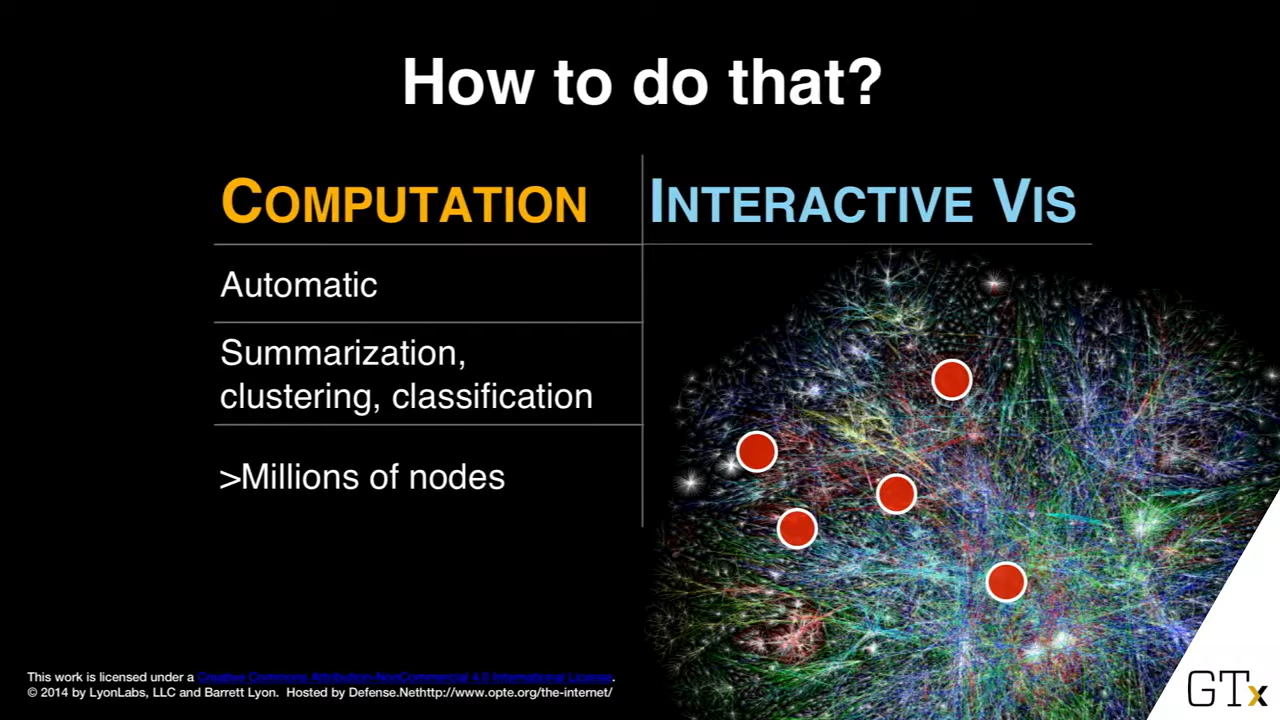 How to do that?
COMPUTATION
INTERACTIVE VIS
Automatic
Summarization,
clustering, classification
>Millions of nodes
This work is licensed under a Creative Commons Attribution-NonCommercial 4.0 International License.
© 2014 by LyonLabs, LLC and Barrett Lyon. Hosted by Defense.Nethttp://www.opte.org/the-internet/
GTx